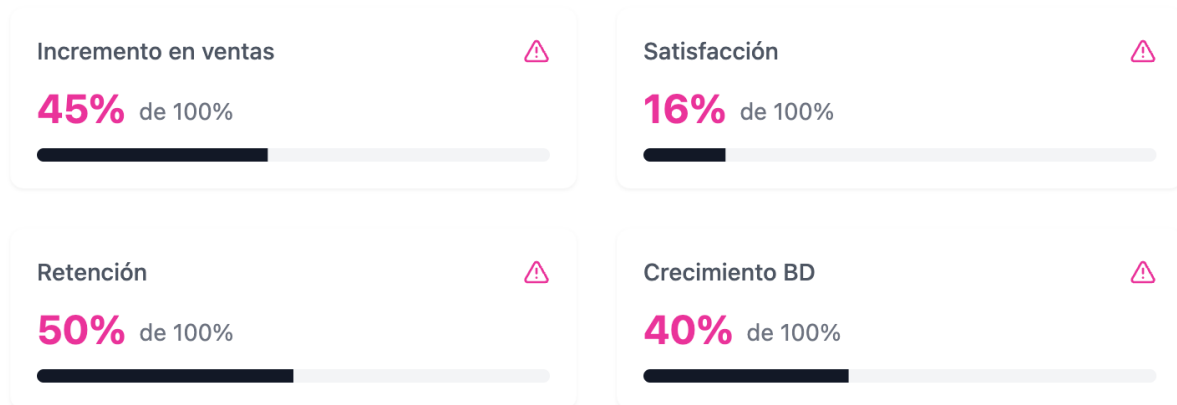 Incremento en ventas
45% de 100%
Satisfacción
16% de 100%
Retención
50% de 100%
Crecimiento BD
40% de 100%